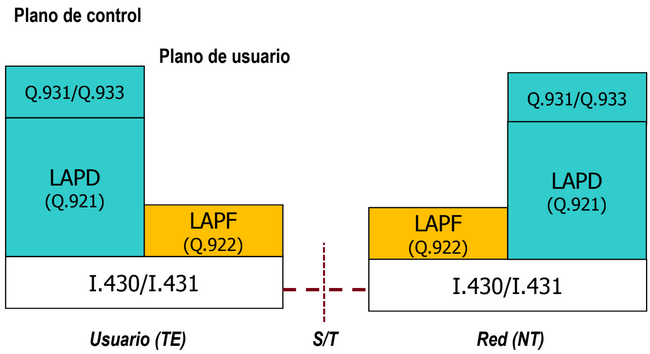 Plano de control
Plano de usuario
Q.931/Q.933
LAPD
(Q.921)
LAPF
(Q.922)
I.430/I.431
Q.931/Q.933
LAPD
(Q.921)
LAPF
(Q.922)
I.430/I.431
Usuario (TE)
S/T
Red (NT)